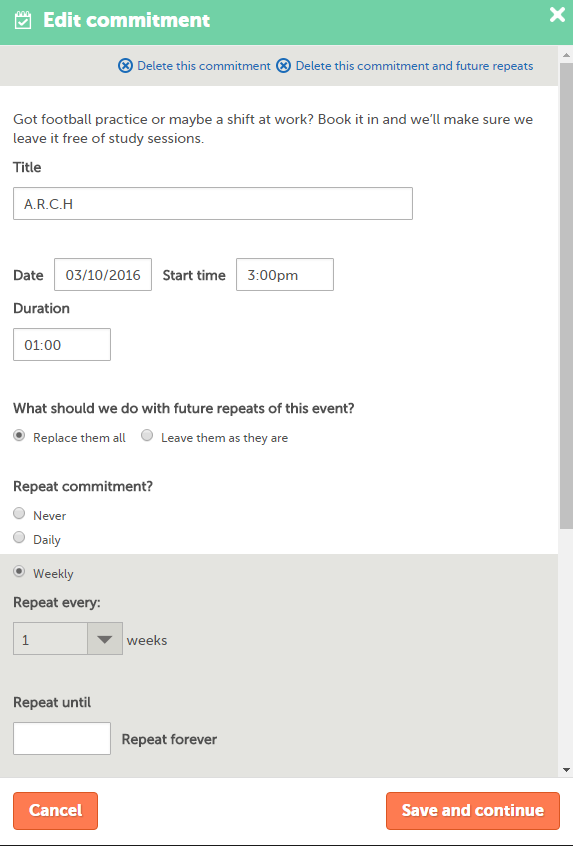 Edit commitment
Delete this commitment Delete this commitment and future repeats
Got football practice or maybe a shift at work? Book it in and we'll make sure we
leave it free of study sessions.
Title
A.R.C.H
Date 03/10/2016 Start time 3:00pm
Duration
01:00
What should we do with future repeats of this event?
Replace them all Leave them as they are
Repeat commitment?
Never
Daily
Weekly
Repeat every:
1 weeks
Repeat until
Repeat forever
Cancel Save and continue